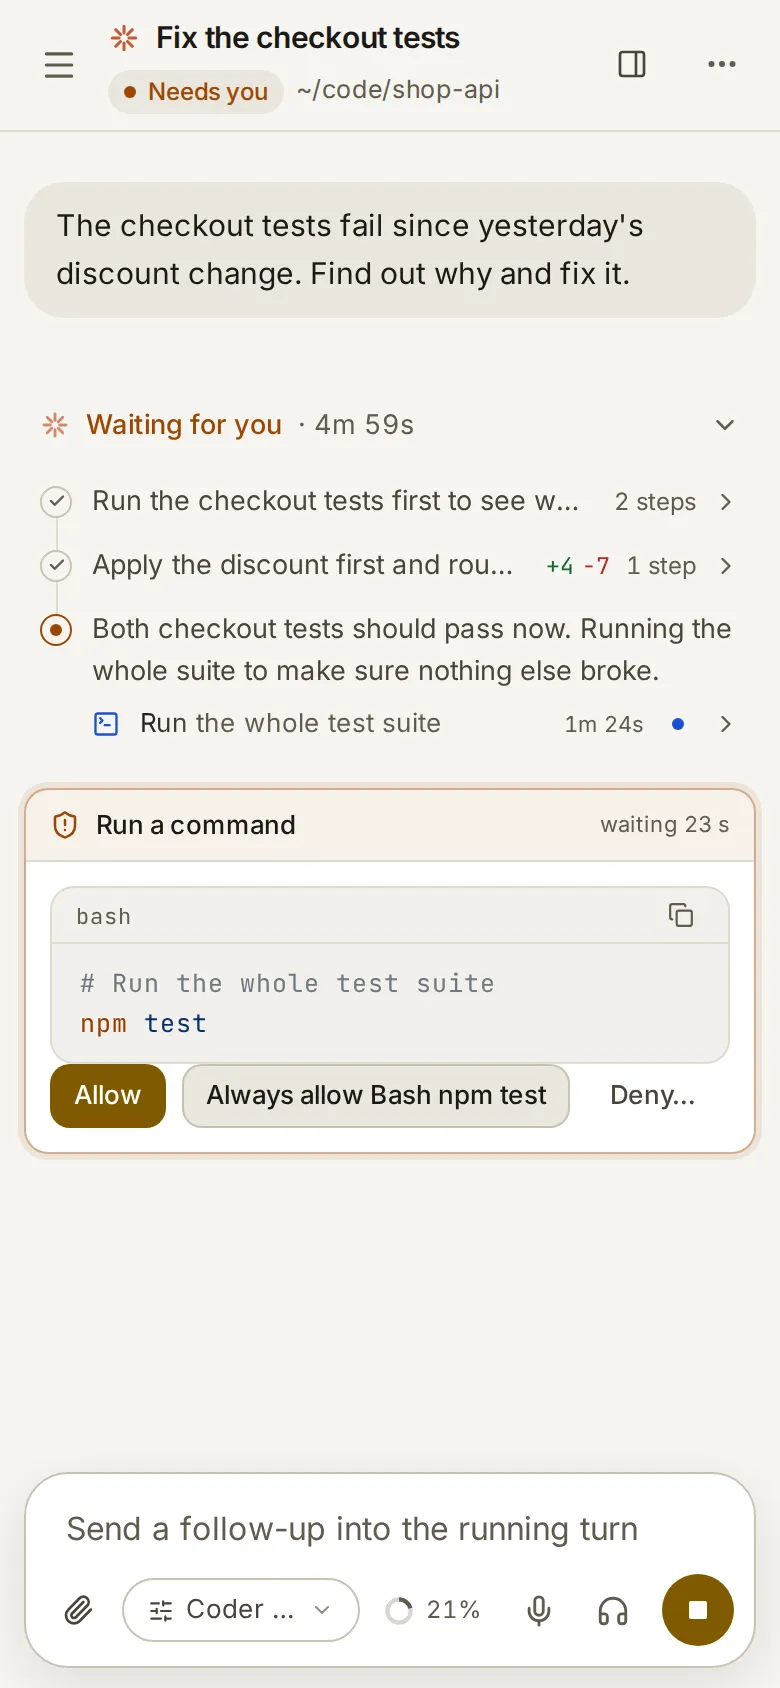 Fix the checkout tests
Needs you ~/code/shop-api
The checkout tests fail since yesterday's
discount change. Find out why and fix it.
Waiting for you · 4m 59s
Run the checkout tests first to see w... 2 steps
Apply the discount first and rou... +4 -7 1 step
Both checkout tests should pass now. Running the
whole suite to make sure nothing else broke.
Run the whole test suite 1m 24s
Run a command waiting 23 s
bash
# Run the whole test suite
npm test
Allow Always allow Bash npm test Deny...
Send a follow-up into the running turn
Coder ... 21%